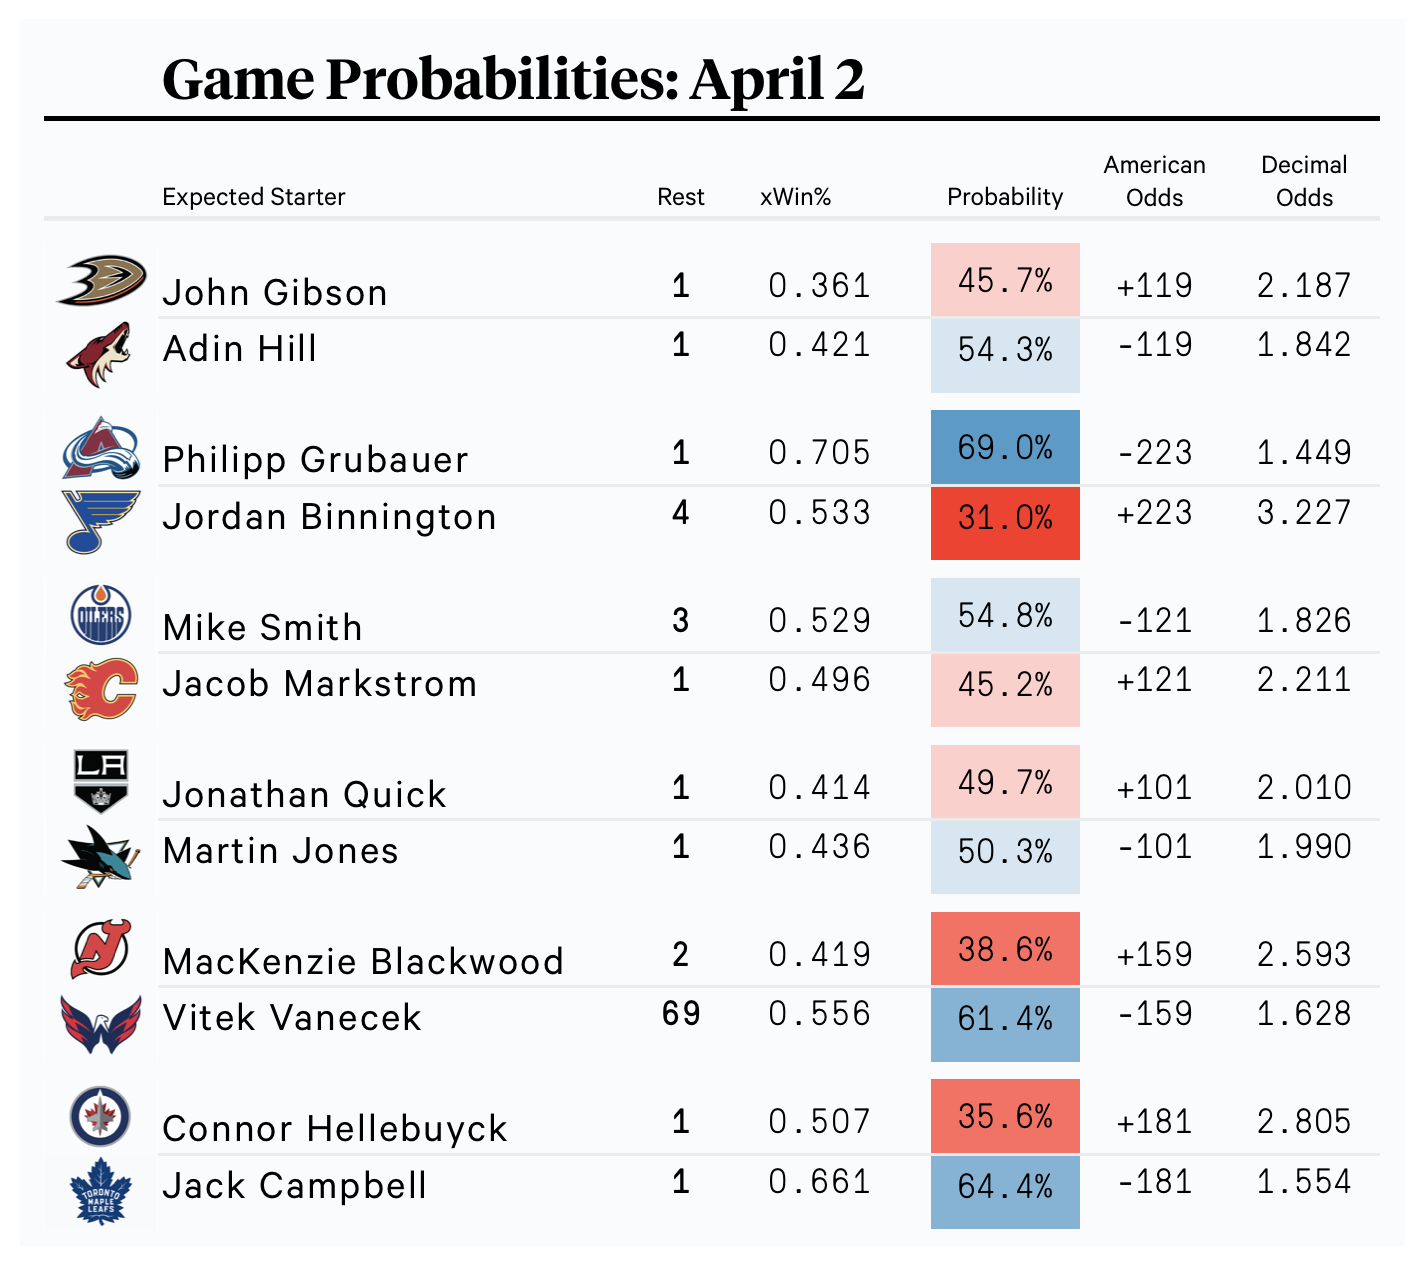 Game Probabilities: April 2
Expected Starter Rest xWin% Probability American Odds Decimal Odds
John Gibson 1 0.361 45.7% +119 2.187
Adin Hill 1 0.421 54.3% -119 1.842
Philipp Grubauer 1 0.705 69.0% -223 1.449
Jordan Binnington 4 0.533 31.0% +223 3.227
OILERS
Mike Smith 3 0.529 54.8% -121 1.826
Jacob Markstrom 1 0.496 45.2% +121 2.211
LA
Jonathan Quick 1 0.414 49.7% +101 2.010
Martin Jones 1 0.436 50.3% -101 1.990
MacKenzie Blackwood 2 0.419 38.6% +159 2.593
Vitek Vanecek 69 0.556 61.4% -159 1.628
Connor Hellebuyck 1 0.507 35.6% +181 2.805
Jack Campbell 1 0.661 64.4% -181 1.554
TORONTO
MAPLE
LEAFS